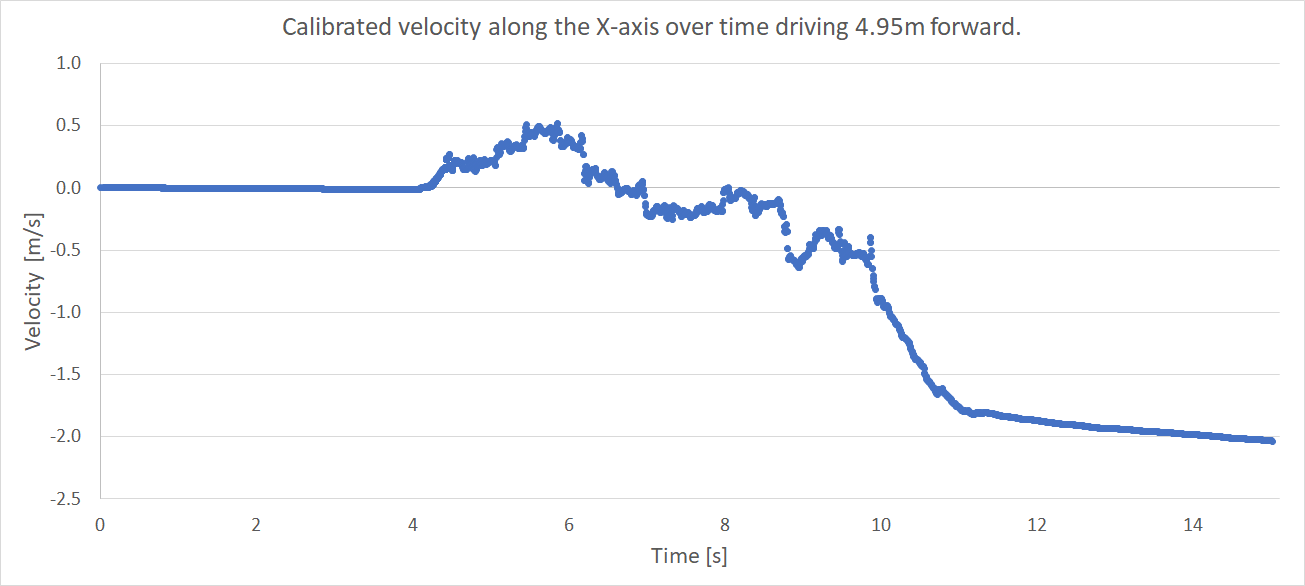 Calibrated velocity along the X-axis over time driving 4.95m forward.
1.0
0.5
0.0
-0.5
-1.0
-1.5
-2.0
-2.5
Velocity [m/s]
0 2 4 6 8 10 12 14
Time [s]